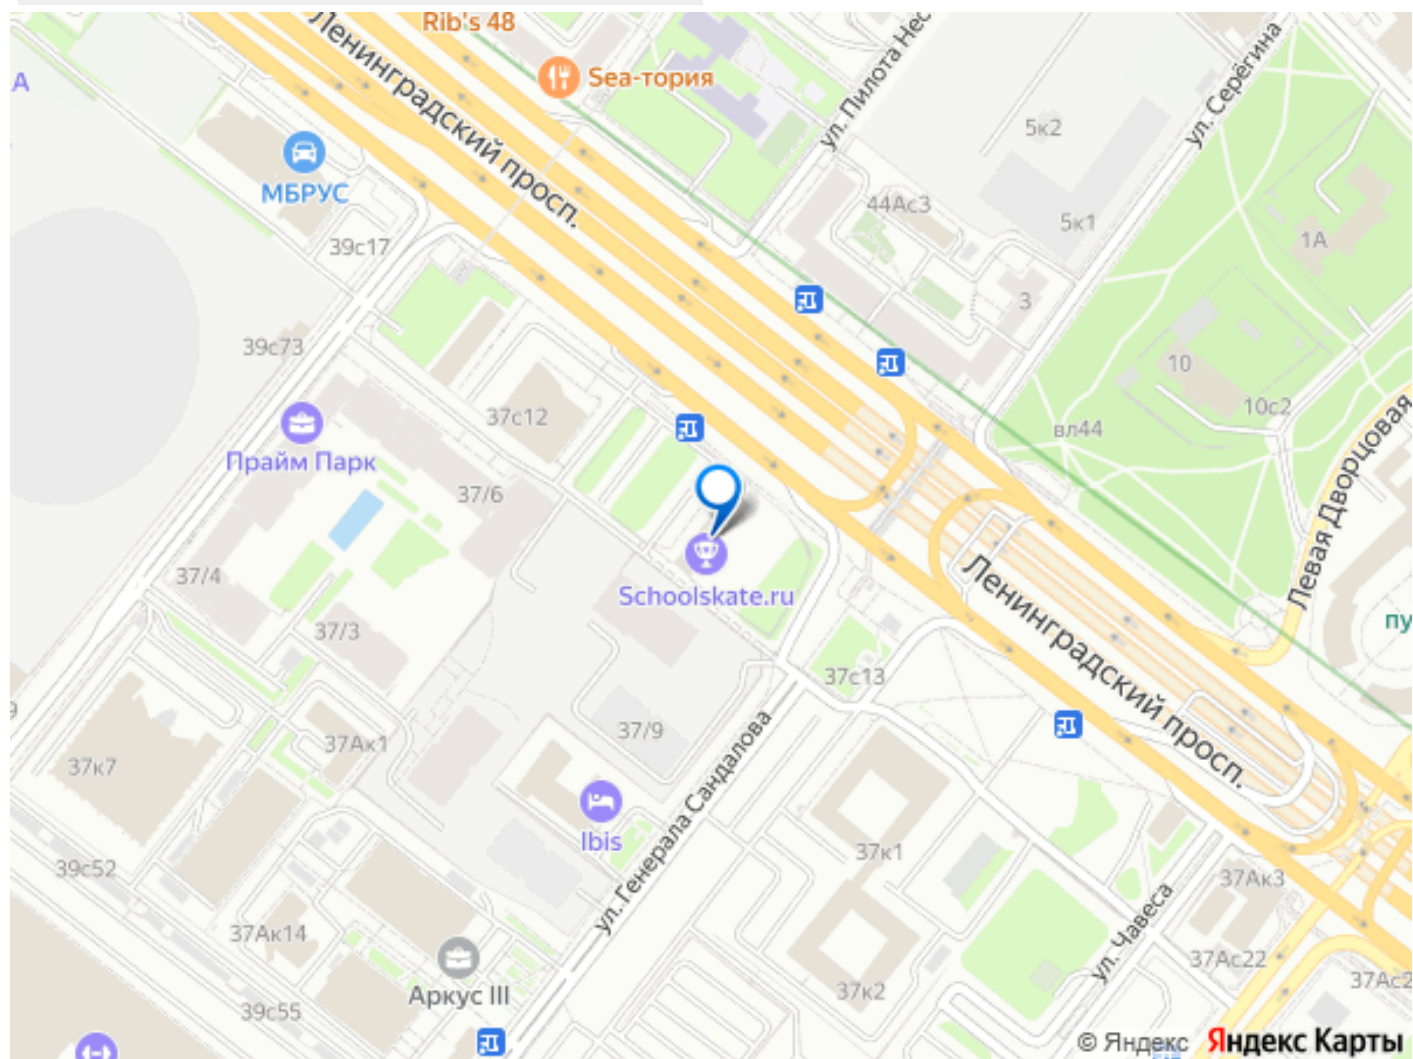 Rib's 48
Ленинградский просп.
Sea-тория
ул. Пилота Нес
ул. Серёгина
А
5к2
МБРУС
44Ас3
5к1
39с17
1А
3
39с73
10
10с2
37с12
вл44
Левая Дворцовая
Прайм Парк
37/6
37/4
Schoolskate.ru
Ленинградский просп.
пу
37/3
37с13
9
37/9
37Ак1
37к7
ул. Генерала Сандалова
Ibis
37к1
39с52
37Ак3
ул. Чавеса
37Ак14
37Ас22
37Ас2
Аркус III
37к2
39с55
© Яндекс Яндекс Карты